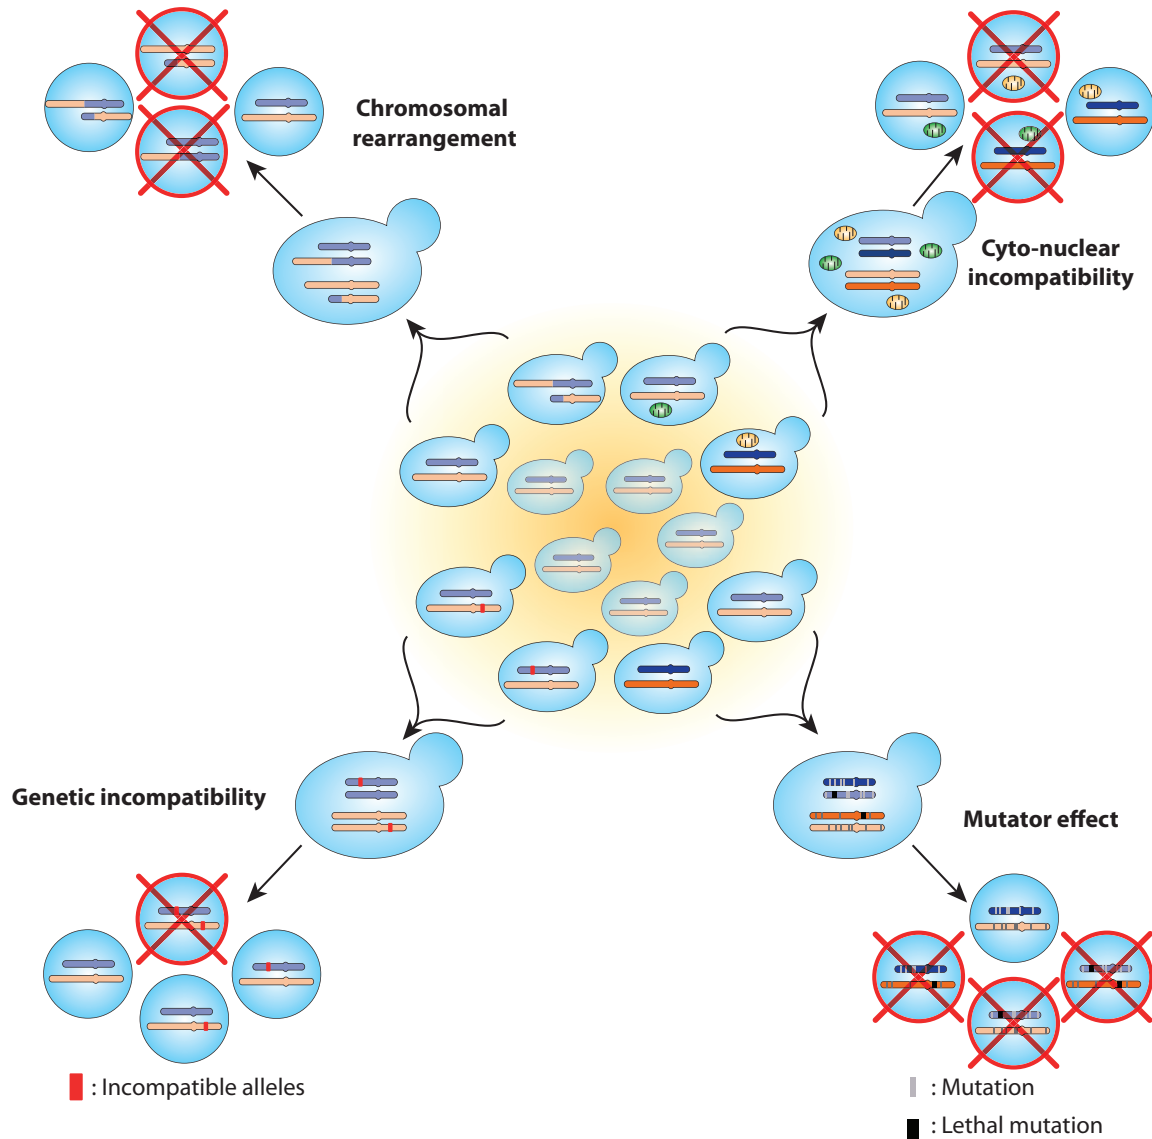 Chromosomal
rearrangement
Cyto-nuclear
incompatibility
Genetic incompatibility
Mutator effect
: Incompatible alleles
: Mutation
: Lethal mutation